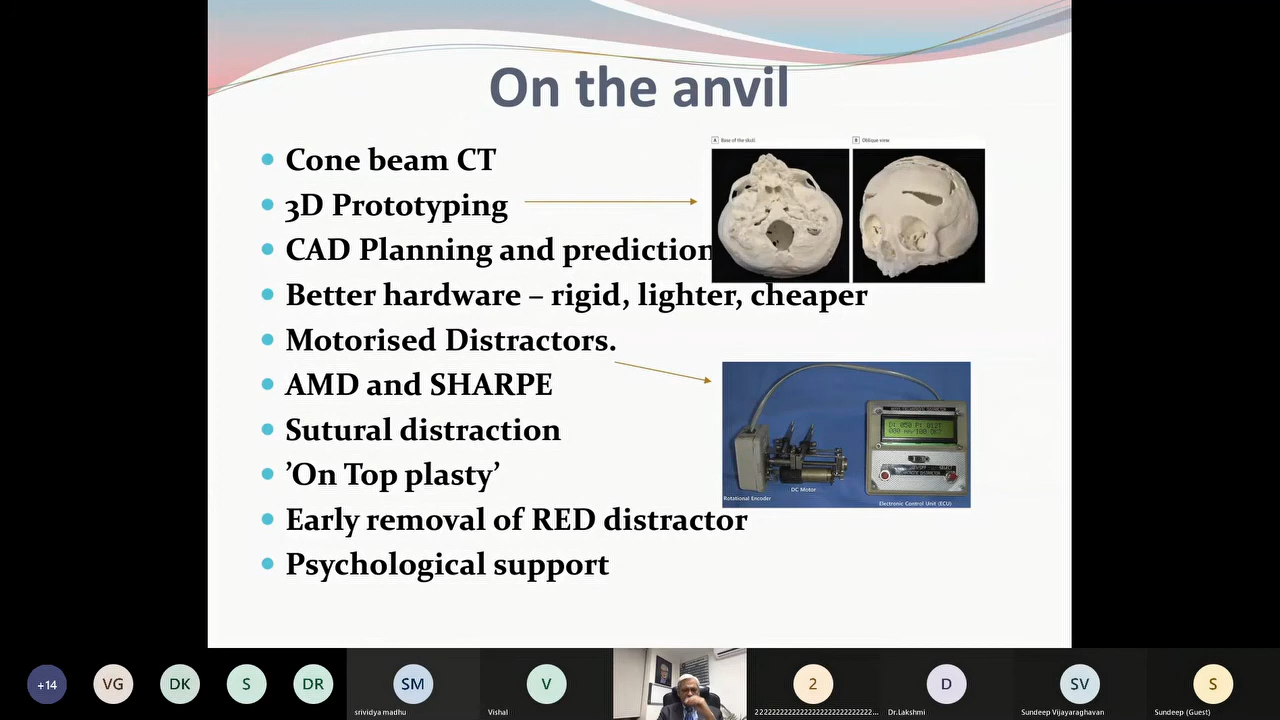 On the anvil
A Base of the skull
B Oblique view
Cone beam CT
3D Prototyping
CAD Planning and prediction
Better hardware – rigid, lighter, cheaper
Motorised Distractors.
AMD and SHARPE
Sutural distraction
’On Top plasty’
Early removal of RED distractor
Psychological support
Rotational Encoder
DC Motor
Electronic Control Unit (ECU)
+14
VG
DK
S
DR
SM
srividya madhu
V
Vishal
2
D
Dr.Lakshmi
SV
Sundeep Vijayaraghavan
S
Sundeep (Guest)